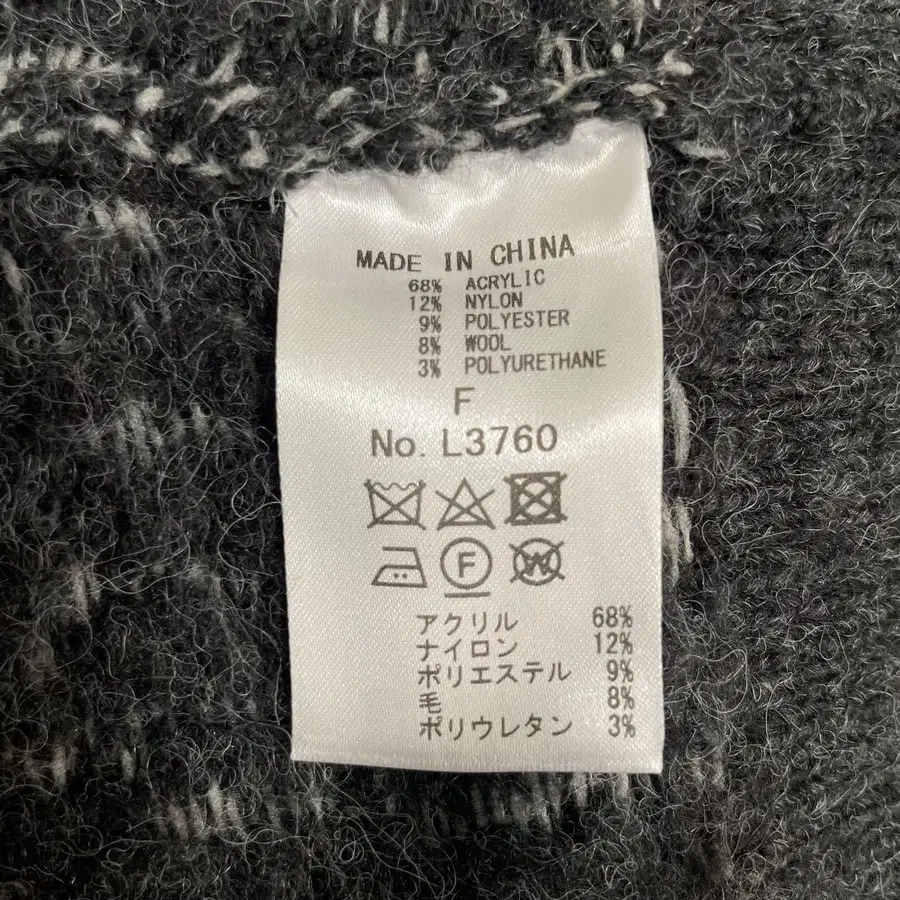 MADE IN CHINA
68% ACRYLIC
12% NYLON
9% POLYESTER
8% WOOL
3% POLYURETHANE
F
No. L3760
F W
アクリル 68%
ナイロン 12%
ポリエステル 9%
毛 8%
ポリウレタン 3%